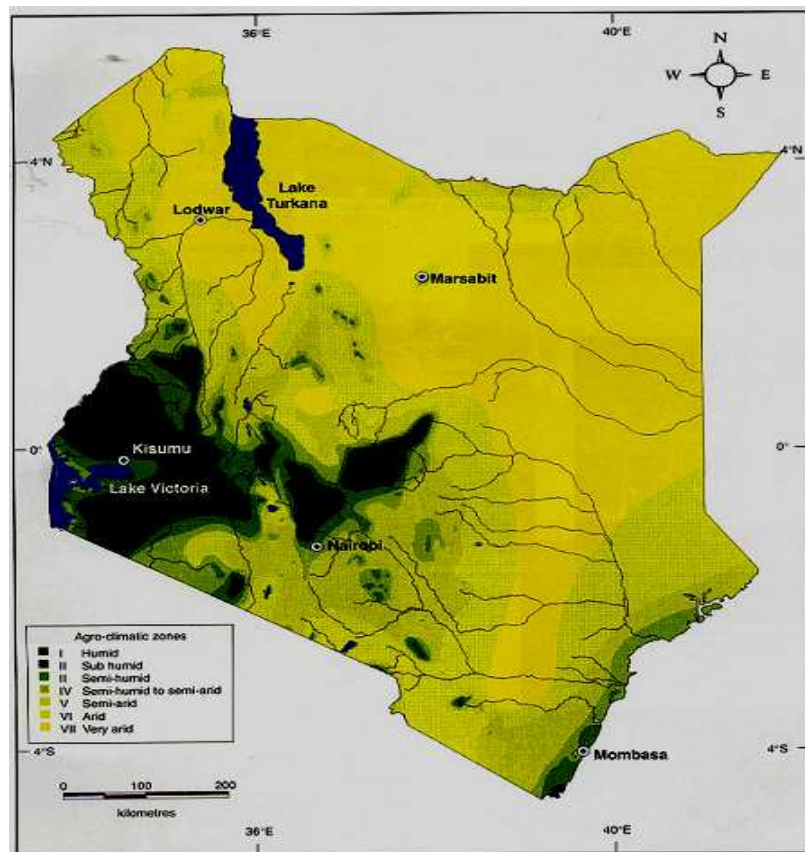 36°E
40°E
N
W E
S
4°N
4°N
Lake
Turkana
Lodwar
Marsabit
0°
0°
Kisumu
Lake Victoria
Nairobi
Agro-climatic zones
I Humid
II Sub humid
II Semi-humid
IV Semi-humid to semi-arid
V Semi-arid
VI Arid
VII Very arid
4°S
4°S
Mombasa
0 100 200
kilometres
36°E
40°E